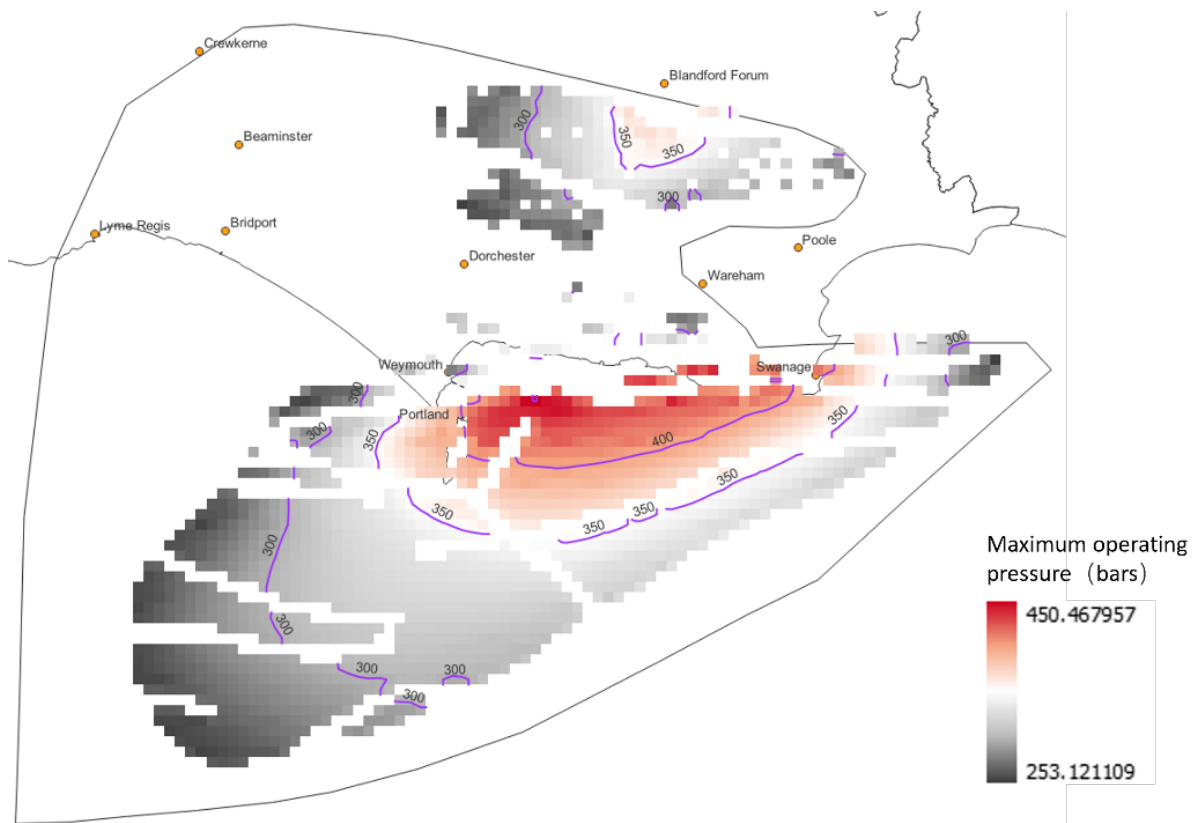 Crewkerne
Blandford Forum
300
Beaminster
350
350
300
Lyme Regis
Bridport
Poole
Dorchester
Wareham
300
Weymouth
Swanage
300
Portland
350
300
350
400
350
350
350
350
300
Maximum operating
pressure （bars）
450.467957
300
300
300
300
253.121109